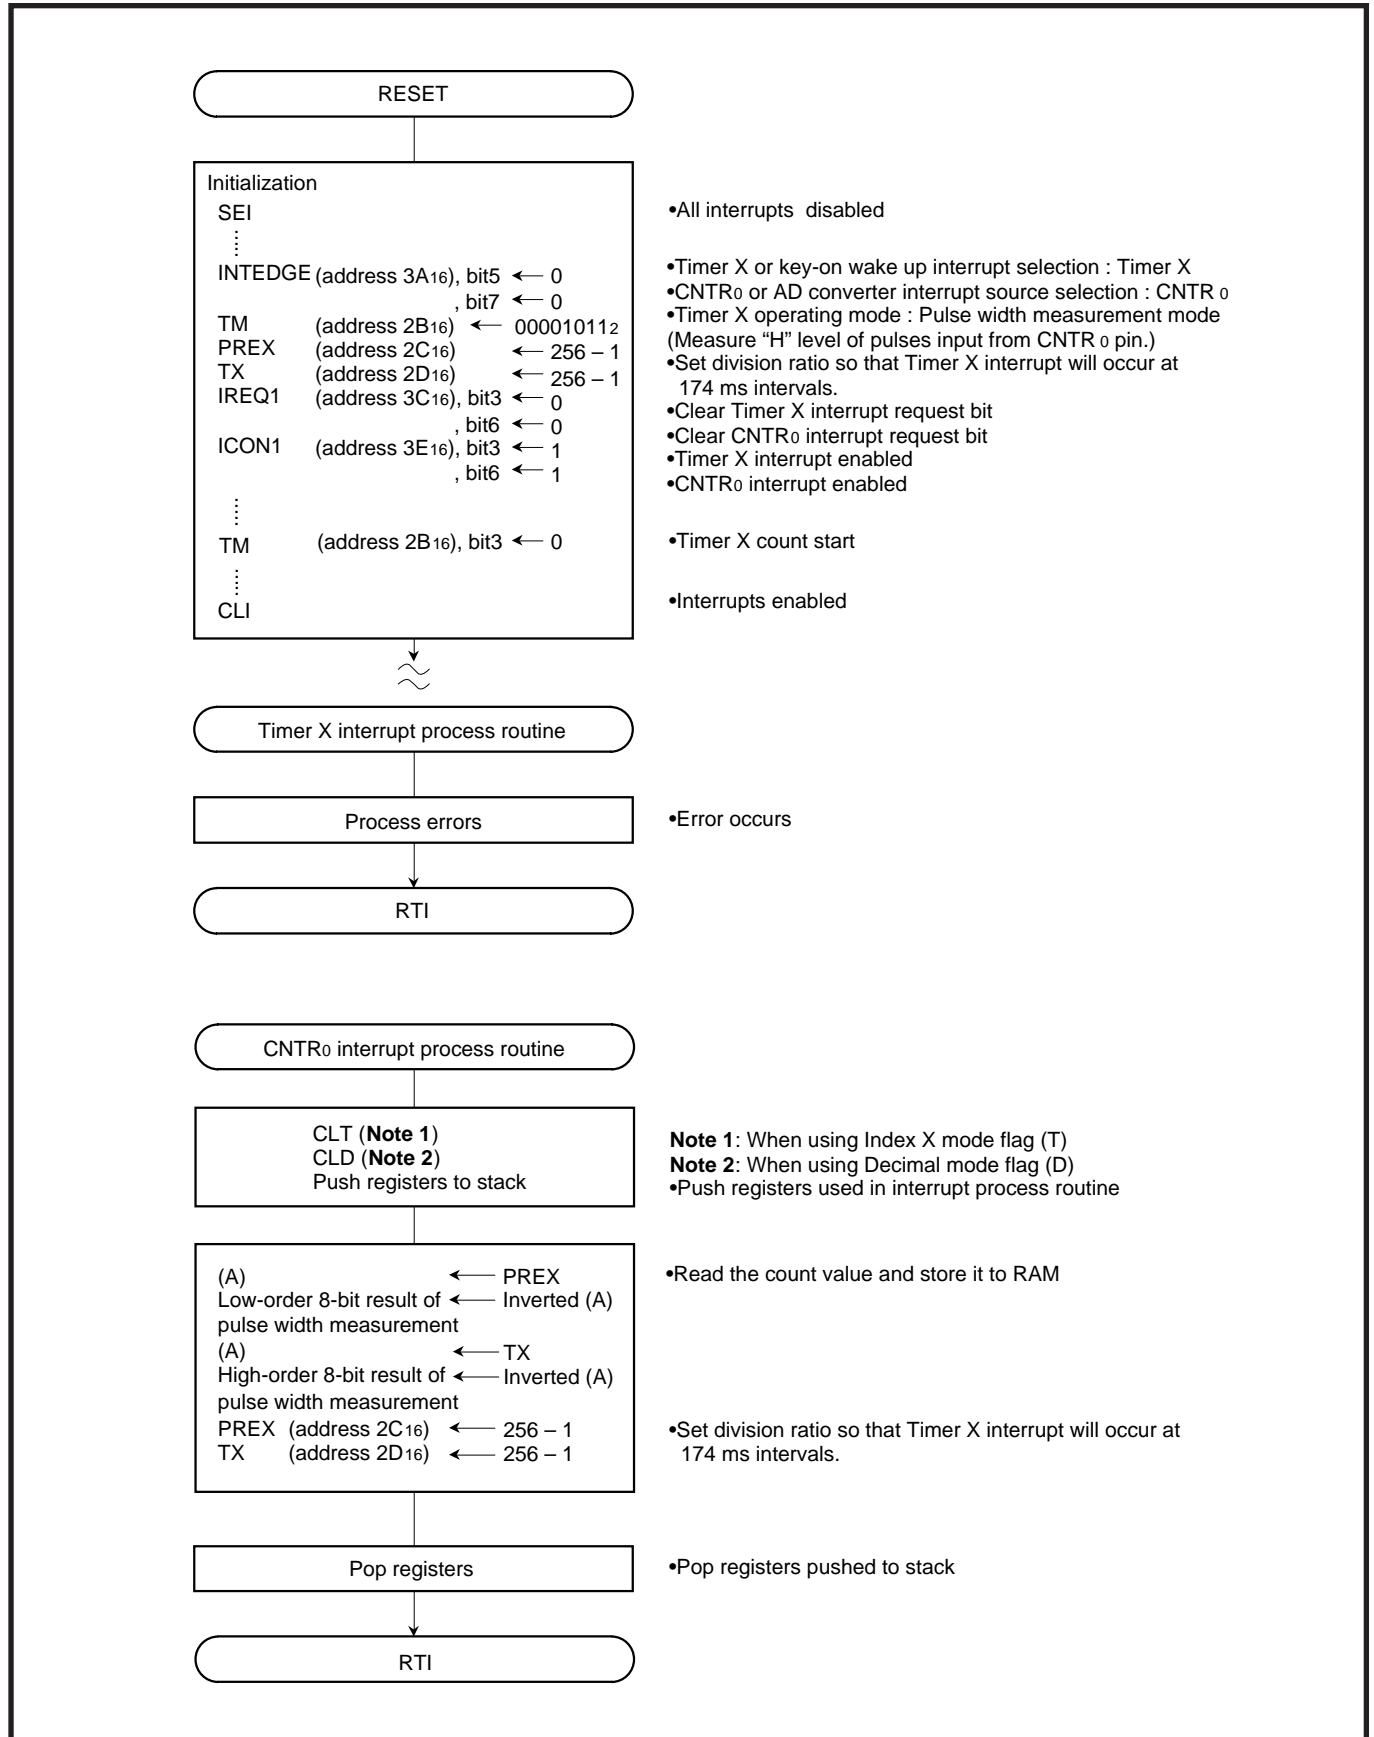 RESET
Initialization
SEI •All interrupts disabled
INTEDGE (address 3A16), bit5 ← 0 •Timer X or key-on wake up interrupt selection : Timer X
, bit7 ← 0 •CNTR0 or AD converter interrupt source selection : CNTR 0
TM (address 2B16) ← 000010112 •Timer X operating mode : Pulse width measurement mode
(Measure “H” level of pulses input from CNTR 0 pin.)
PREX (address 2C16) ← 256 – 1 •Set division ratio so that Timer X interrupt will occur at
TX (address 2D16) ← 256 – 1 174 ms intervals.
IREQ1 (address 3C16), bit3 ← 0 •Clear Timer X interrupt request bit
, bit6 ← 0 •Clear CNTR0 interrupt request bit
ICON1 (address 3E16), bit3 ← 1 •Timer X interrupt enabled
, bit6 ← 1 •CNTR0 interrupt enabled
TM (address 2B16), bit3 ← 0 •Timer X count start
CLI •Interrupts enabled
Timer X interrupt process routine
Process errors •Error occurs
RTI
CNTR0 interrupt process routine
CLT (Note 1) Note 1: When using Index X mode flag (T)
CLD (Note 2) Note 2: When using Decimal mode flag (D)
Push registers to stack •Push registers used in interrupt process routine
(A) ← PREX •Read the count value and store it to RAM
Low-order 8-bit result of ← Inverted (A)
pulse width measurement
(A) ← TX
High-order 8-bit result of ← Inverted (A)
pulse width measurement
PREX (address 2C16) ← 256 – 1 •Set division ratio so that Timer X interrupt will occur at
TX (address 2D16) ← 256 – 1 174 ms intervals.
Pop registers •Pop registers pushed to stack
RTI